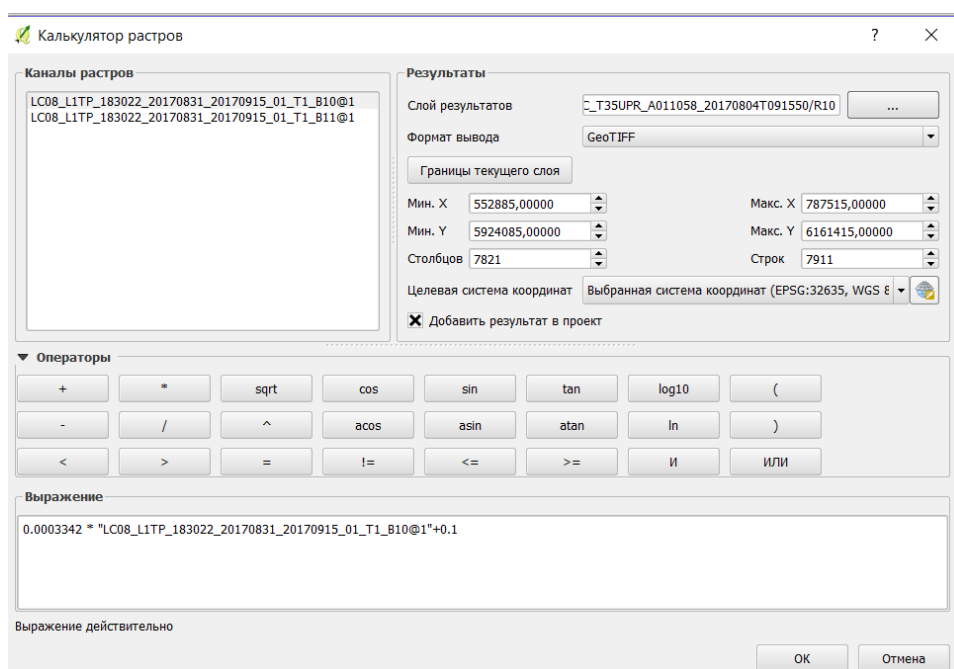 Калькулятор растров
?
Каналы растров
LC08_L1TP_183022_20170831_20170915_01_T1_B10@1
LC08_L1TP_183022_20170831_20170915_01_T1_B11@1
Результаты
Слой результатов C_T35UPR_A011058_20170804T091550/R10 ...
Формат вывода GeoTIFF
Границы текущего слоя
Мин. X 552885,00000 Макс. X 787515,00000
Мин. Y 5924085,00000 Макс. Y 6161415,00000
Столбцов 7821 Строк 7911
Целевая система координат Выбранная система координат (EPSG:32635, WGS 8
Добавить результат в проект
Операторы
+ * sqrt cos sin tan log10 (
- / ^ acos asin atan ln )
< > = != <= >= И ИЛИ
Выражение
0.0003342 * "LC08_L1TP_183022_20170831_20170915_01_T1_B10@1"+0.1
Выражение действительно
OK Отмена